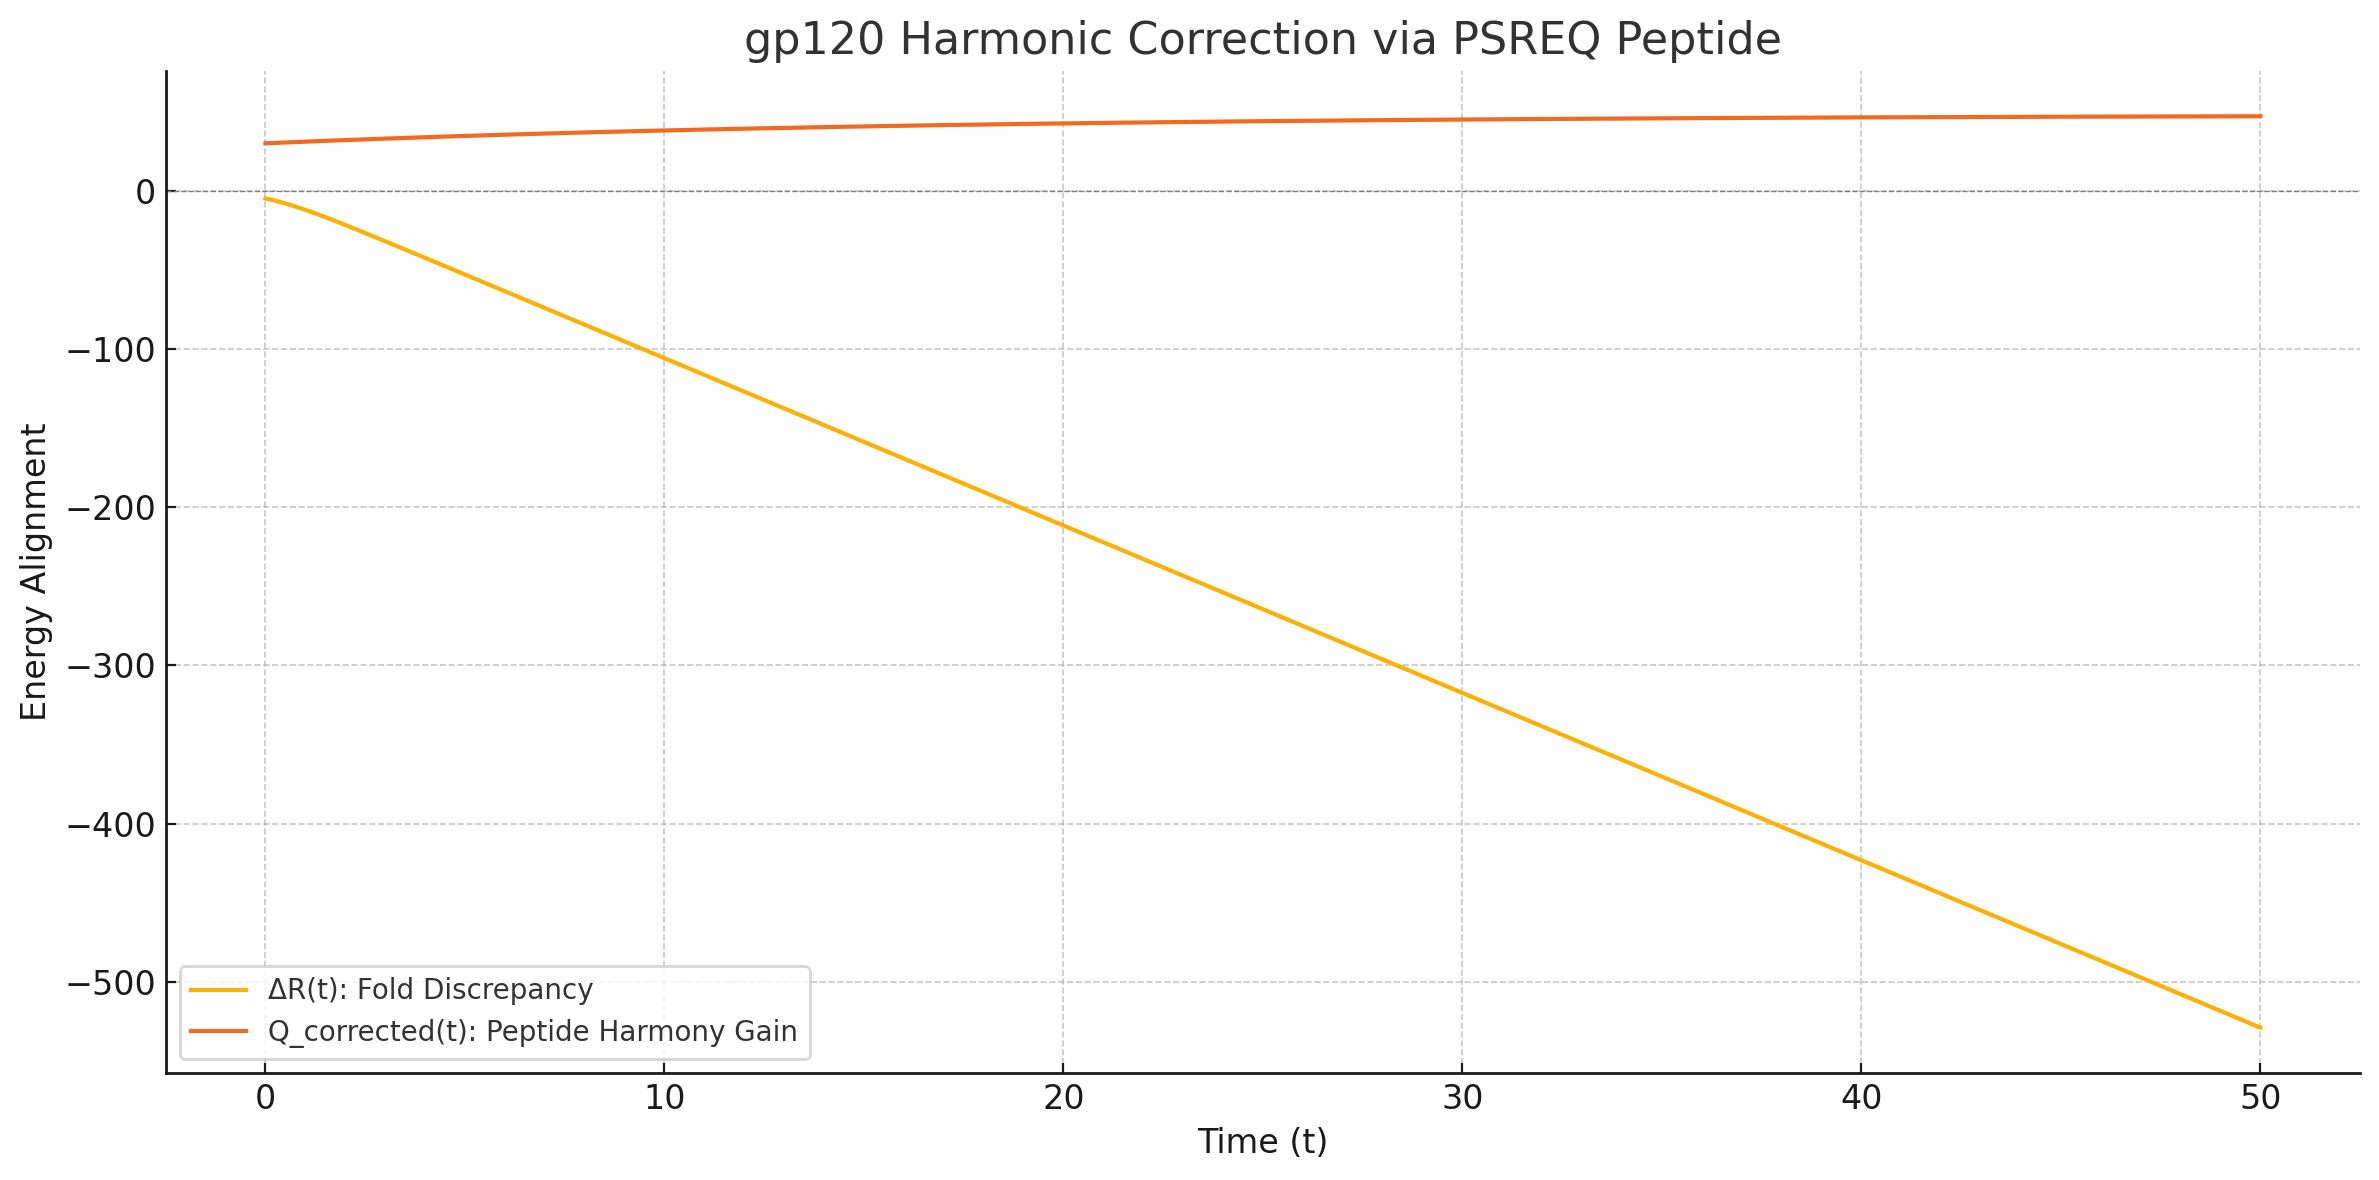 gp120 Harmonic Correction via PSREQ Peptide
Energy Alignment
0
−100
−200
−300
−400
−500
ΔR(t): Fold Discrepancy
Q_corrected(t): Peptide Harmony Gain
0 10 20 30 40 50
Time (t)